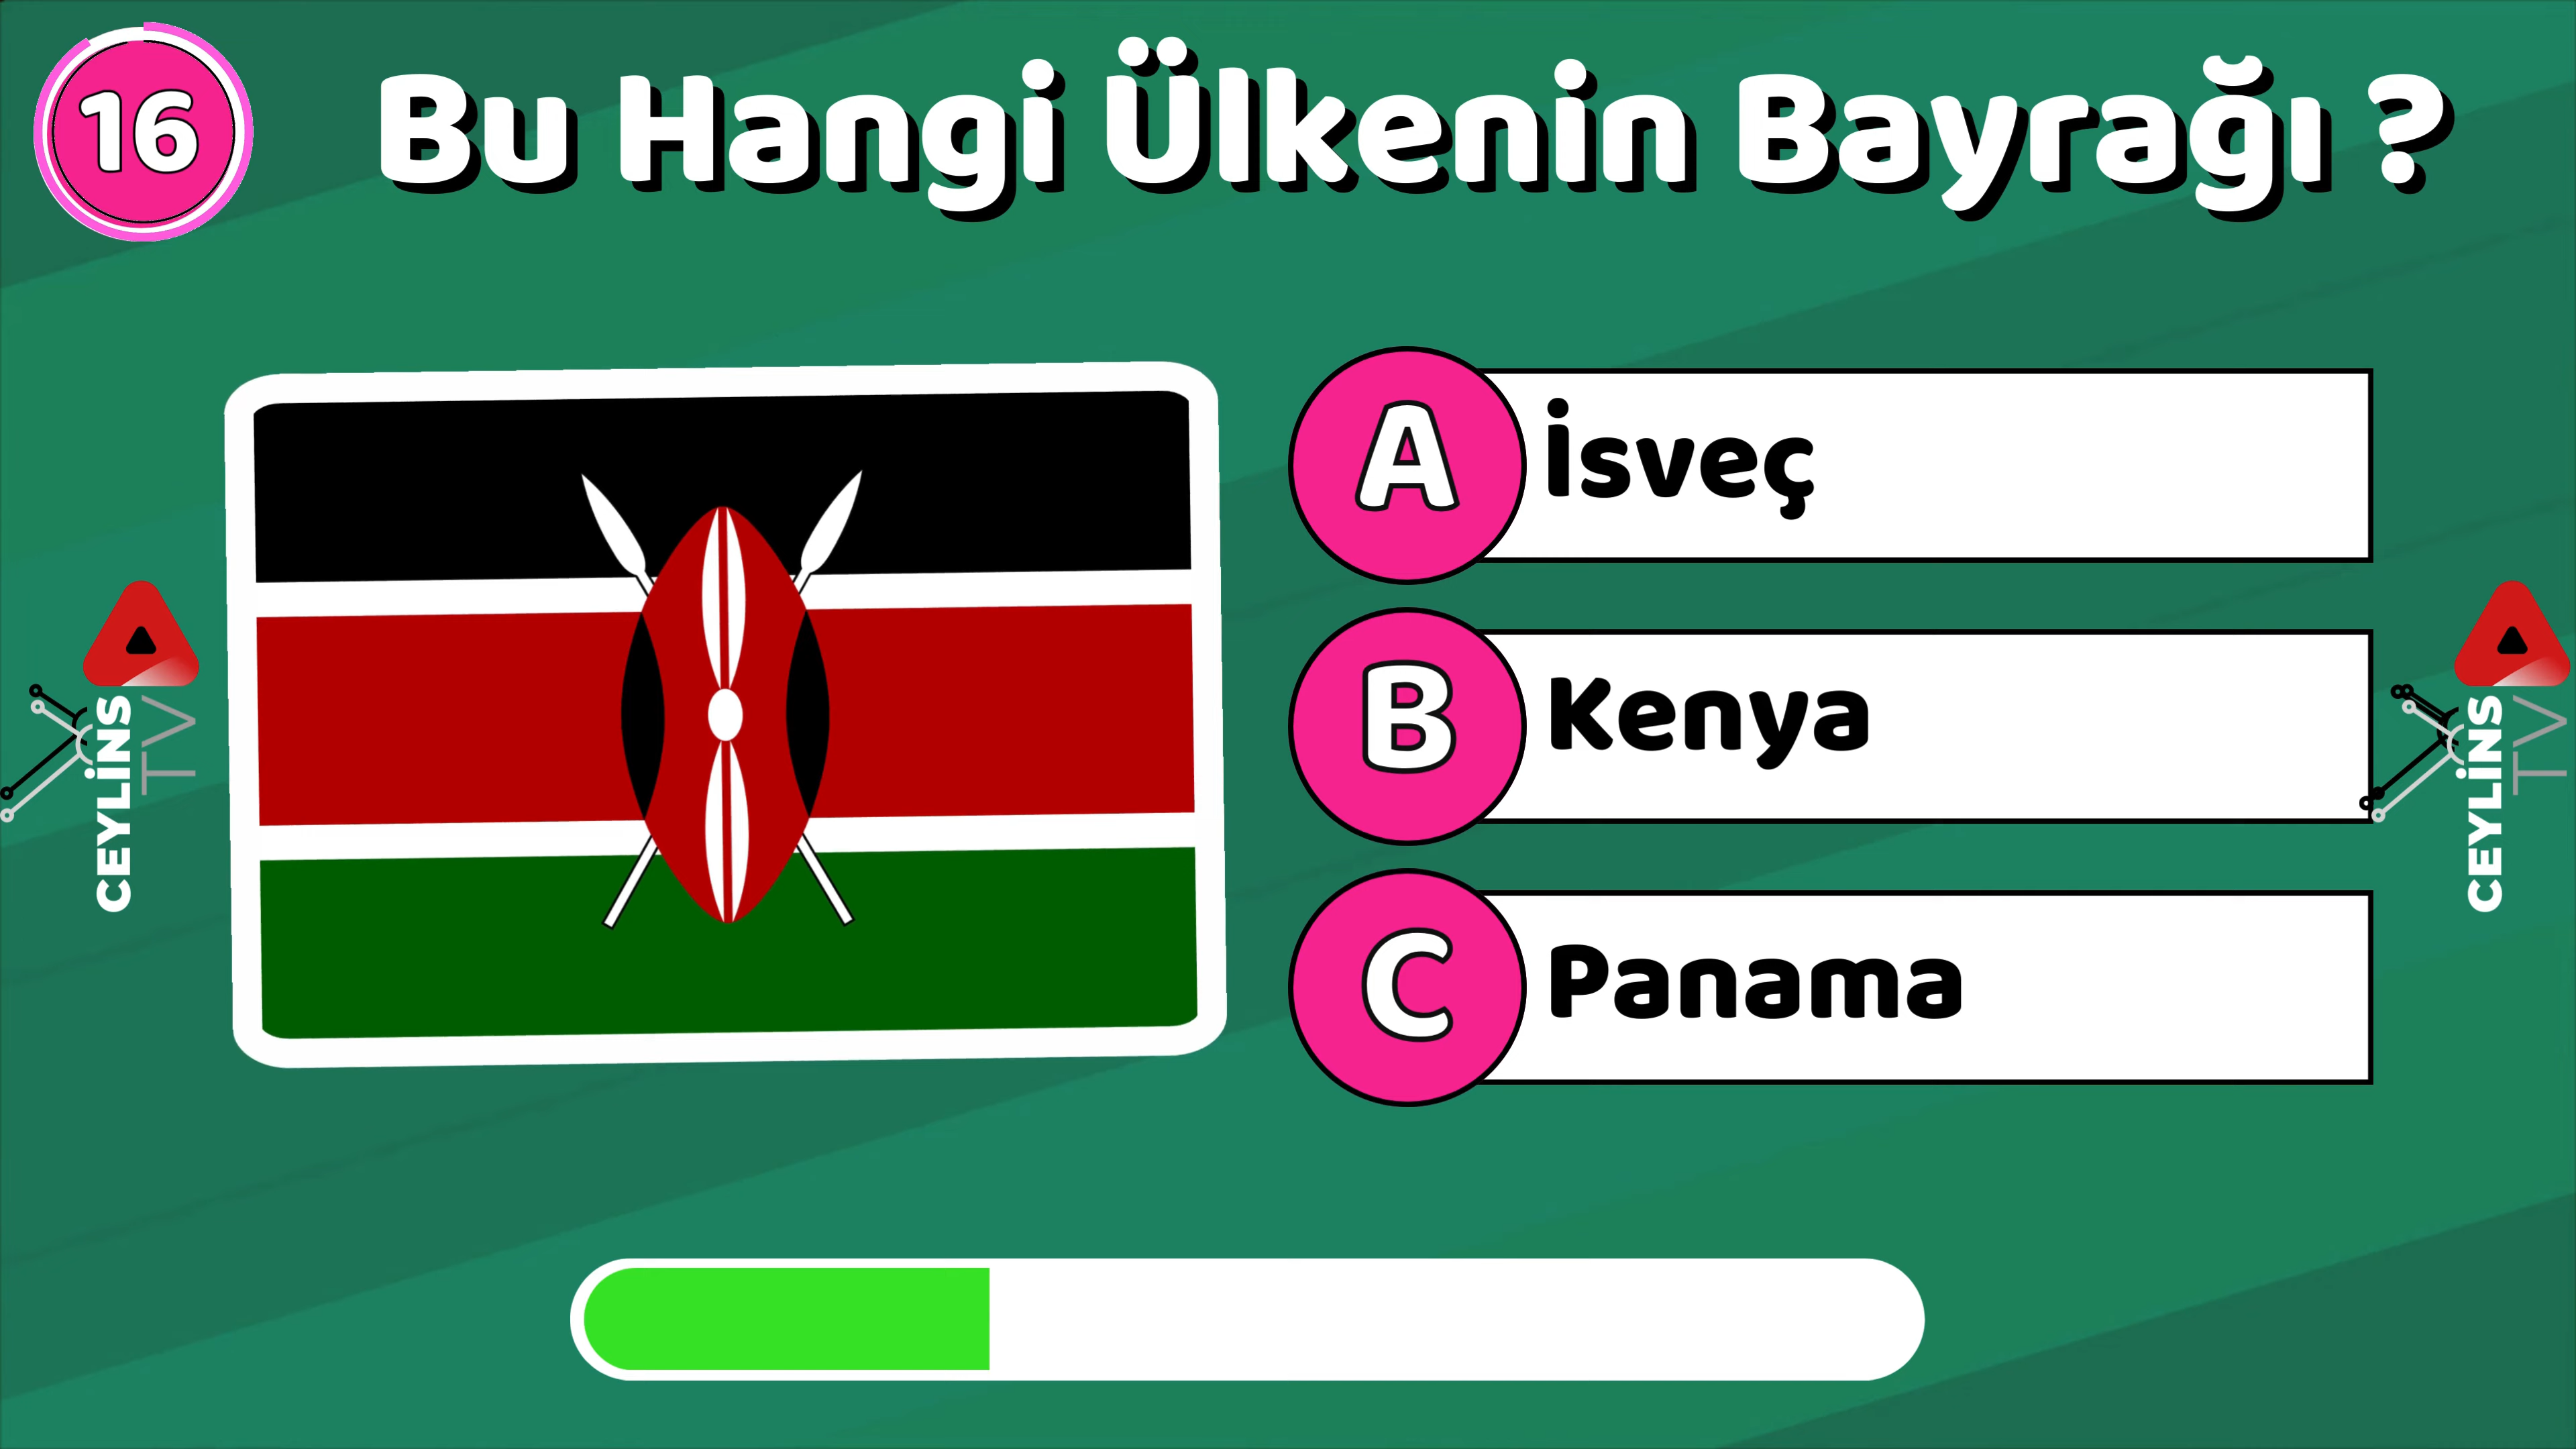 16
Bu Hangi Ülkenin Bayrağı ?
A
İsveç
B
Kenya
C
Panama
CEYLİNS
TV
CEYLİNS
TV